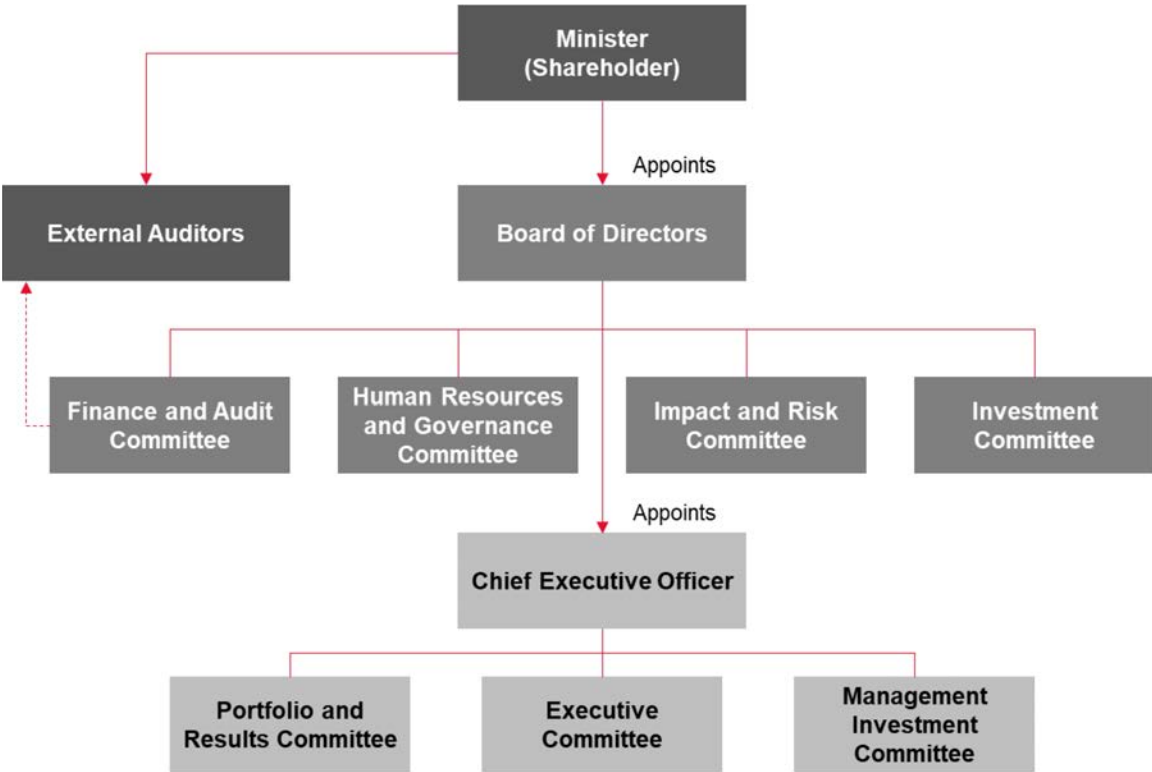 Minister
(Shareholder)
Appoints
External Auditors
Board of Directors
Finance and Audit
Committee
Human Resources
and Governance
Committee
Impact and Risk
Committee
Investment
Committee
Appoints
Chief Executive Officer
Portfolio and
Results Committee
Executive
Committee
Management
Investment
Committee